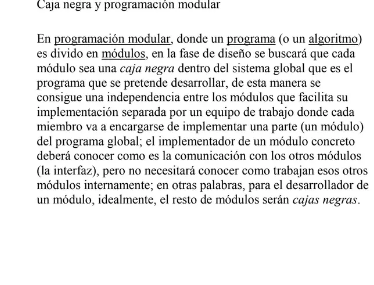 Caja negra y programación modular
En programación modular, donde un programa (o un algoritmo)
es divido en módulos, en la fase de diseño se buscará que cada
módulo sea una caja negra dentro del sistema global que es el
programa que se pretende desarrollar, de esta manera se
consigue una independencia entre los módulos que facilita su
implementación separada por un equipo de trabajo donde cada
miembro va a encargarse de implementar una parte (un módulo)
del programa global; el implementador de un módulo concreto
deberá conocer como es la comunicación con los otros módulos
(la interfaz), pero no necesitará conocer como trabajan esos otros
módulos internamente; en otras palabras, para el desarrollador de
un módulo, idealmente, el resto de módulos serán cajas negras.